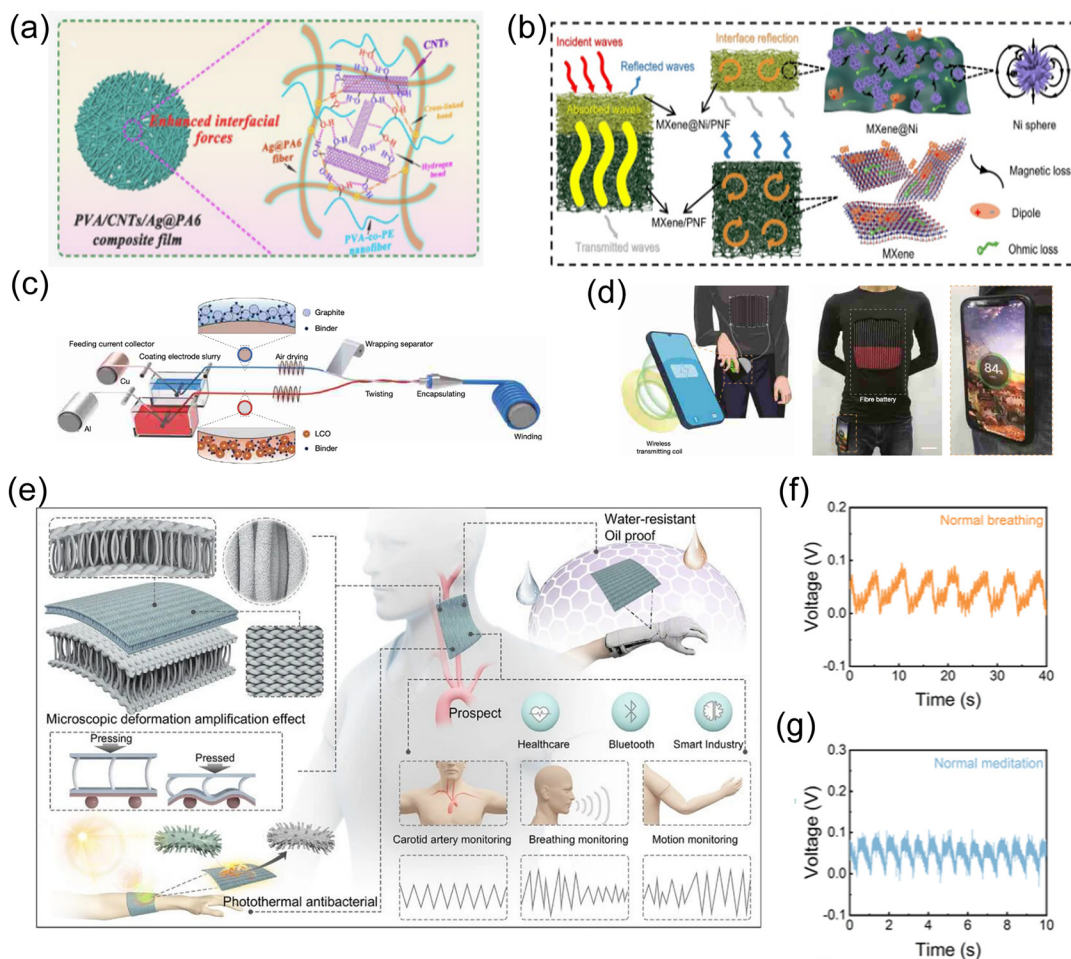 (a)
CNTs
Enhanced interfacial
forces
Cross-linked
bond
Ag@PA6
fiber
Hydrogen
bond
PVA/CNTs/Ag@PA6
composite film
PVA-co-PE
nanofiber
(b)
Incident waves
Reflected waves
Interface reflection
Absorbed waves
MXene@Ni/PNF
MXene@Ni
Ni sphere
MXene/PNF
Transmitted waves
MXene
Magnetic loss
Dipole
Ohmic loss
(c)
Graphite
Binder
Feeding current collector
Coating electrode slurry
Air drying
Wrapping separator
Cu
Twisting
Encapsulating
Al
LCO
Binder
Winding
(d)
Wireless
transmitting coil
Fibre battery
84%
(e)
Water-resistant
Oil proof
Microscopic deformation amplification effect
Pressing
Pressed
Prospect
Healthcare
Bluetooth
Smart Industry
Carotid artery monitoring
Breathing monitoring
Motion monitoring
Photothermal antibacterial
(f)
Normal breathing
Voltage (V)
0.2
0.1
0.0
-0.1
0 10 20 30 40
Time (s)
(g)
Normal meditation
Voltage (V)
0.3
0.2
0.1
0.0
-0.1
0 2 4 6 8 10
Time (s)